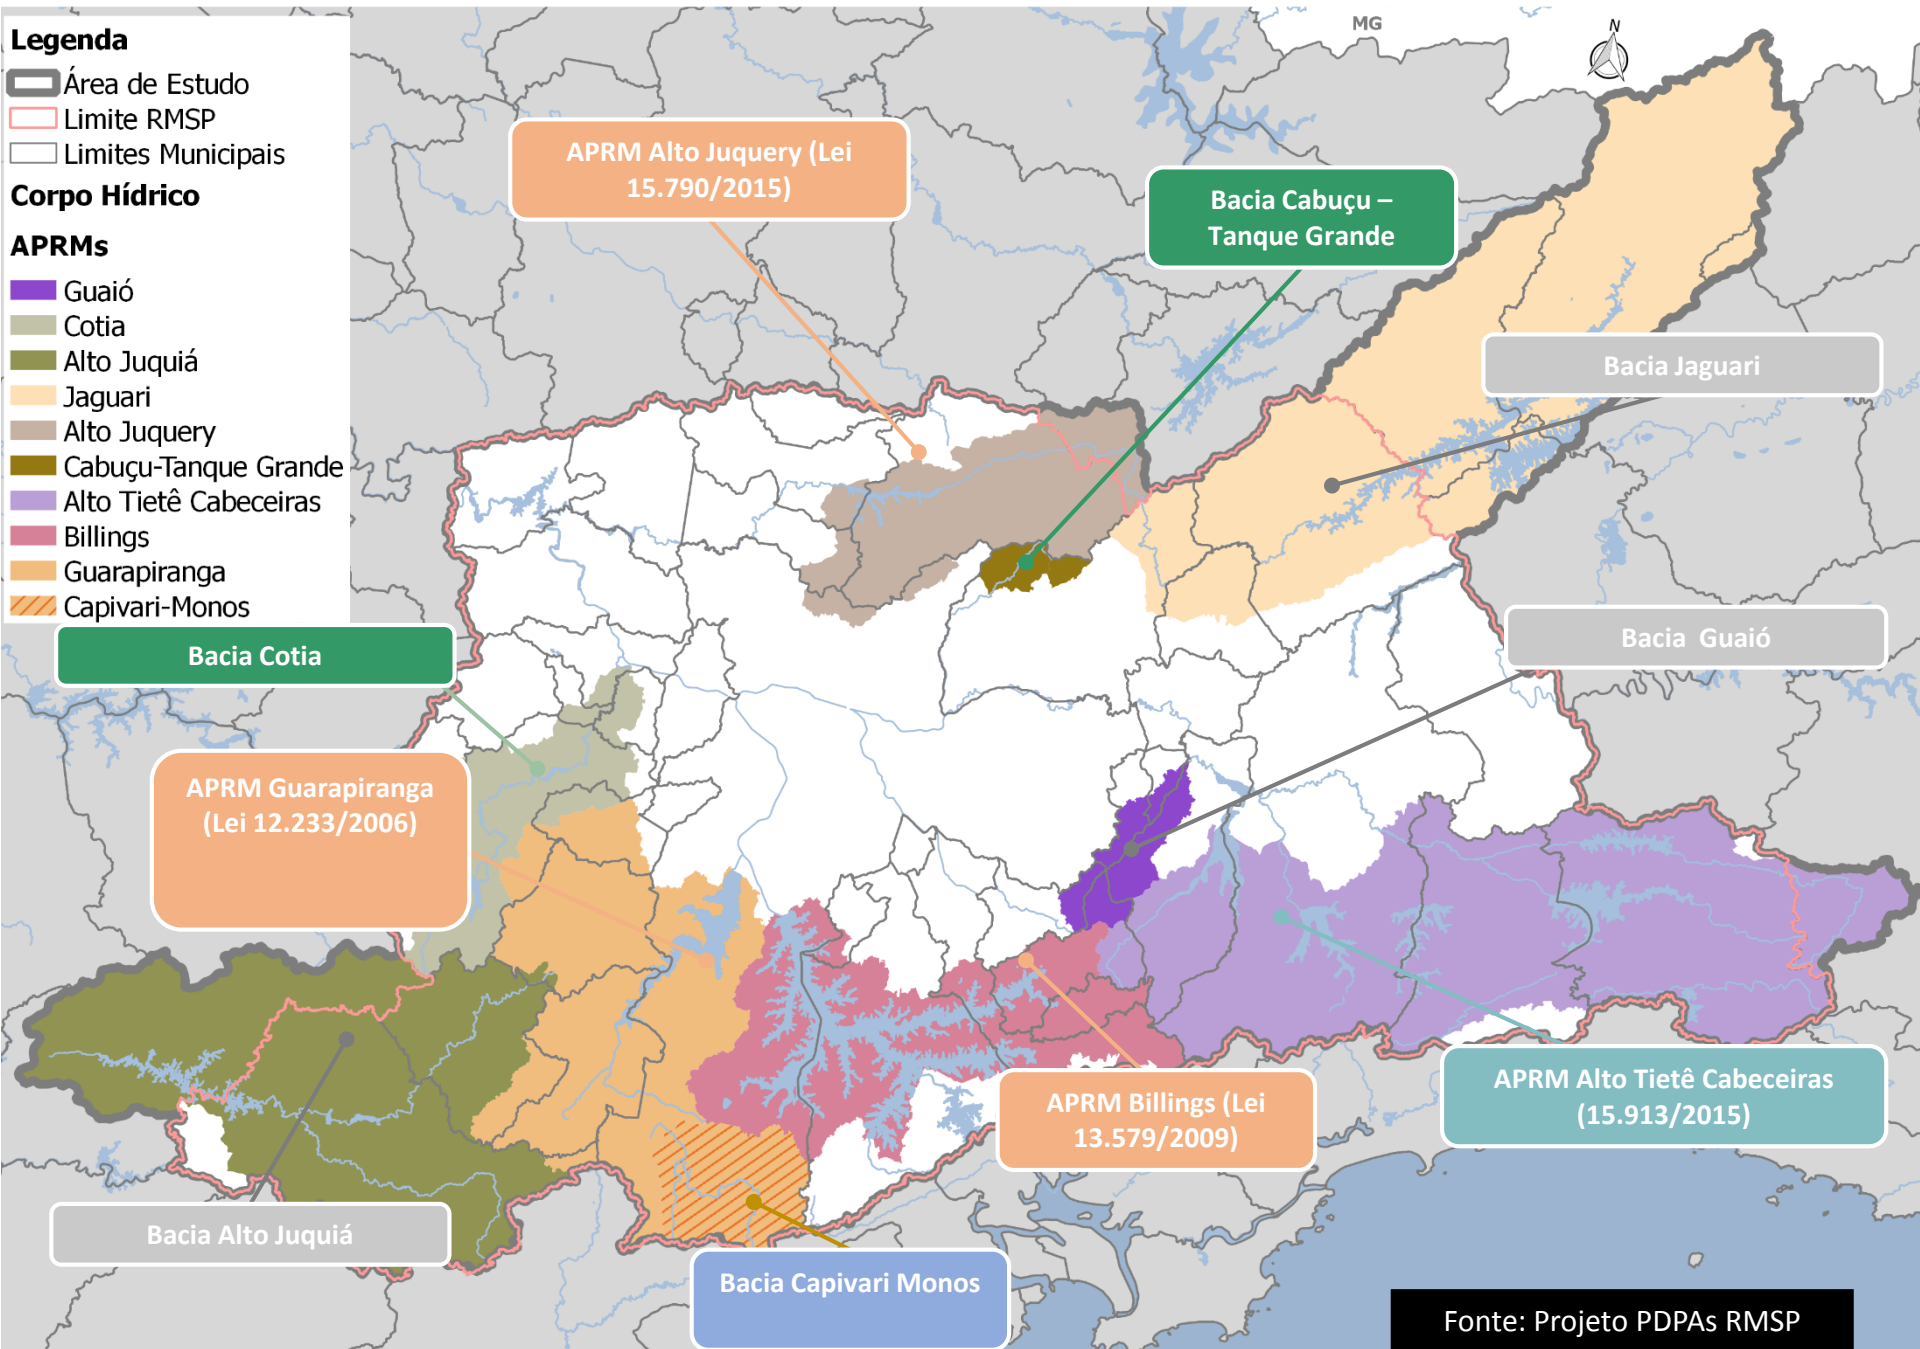 Legenda
Área de Estudo
Limite RMSP
Limites Municipais
Corpo Hídrico
APRMs
Guaió
Cotia
Alto Juquiá
Jaguari
Alto Juquery
Cabuçu-Tanque Grande
Alto Tietê Cabeceiras
Billings
Guarapiranga
Capivari-Monos
MG
N
APRM Alto Juquery (Lei
15.790/2015)
Bacia Cabuçu –
Tanque Grande
Bacia Jaguari
Bacia Guaió
Bacia Cotia
APRM Guarapiranga
(Lei 12.233/2006)
APRM Billings (Lei
13.579/2009)
APRM Alto Tietê Cabeceiras
(15.913/2015)
Bacia Alto Juquiá
Bacia Capivari Monos
Fonte: Projeto PDPAs RMSP